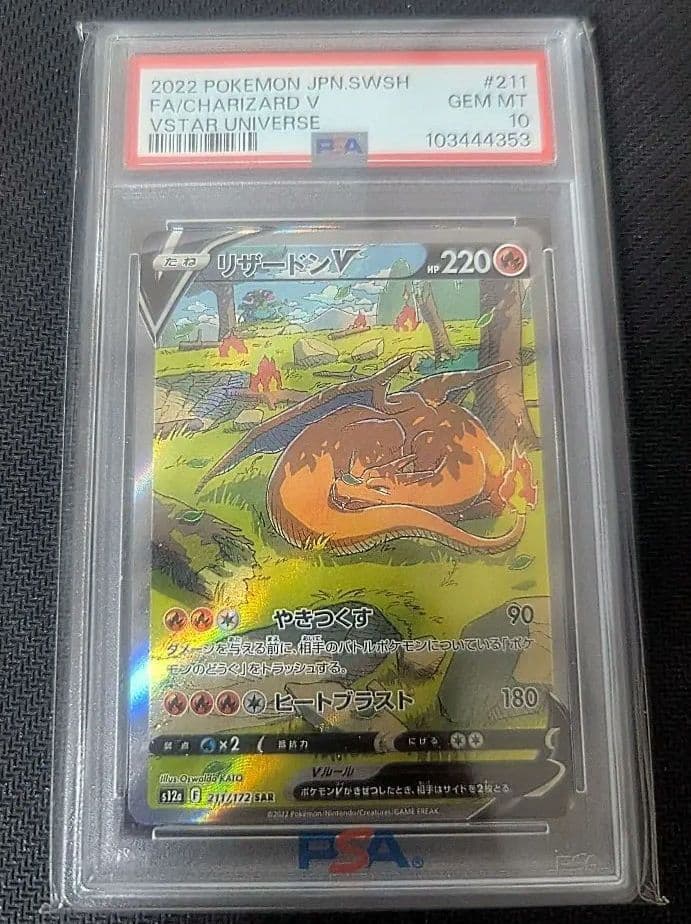 2022 POKEMON JPN.SWSH #211
FA/CHARIZARD V GEM MT
VSTAR UNIVERSE 10
PSA 103444353
たね リザードンV HP 220
やきつくす 90
ダメージを与える前に、相手のバトルポケモンについている「ポケ
モンのどうぐ」をトラッシュする。
ヒートブラスト 180
弱点 ×2 抵抗力 にげる
Vルール
ポケモンVがきぜつしたとき、相手はサイドを2枚とる。
Illus. Oswaldo KATO
s12a F 211/172 SAR
©2022 Pokémon/Nintendo/Creatures/GAME FREAK.
PSA®
PSA